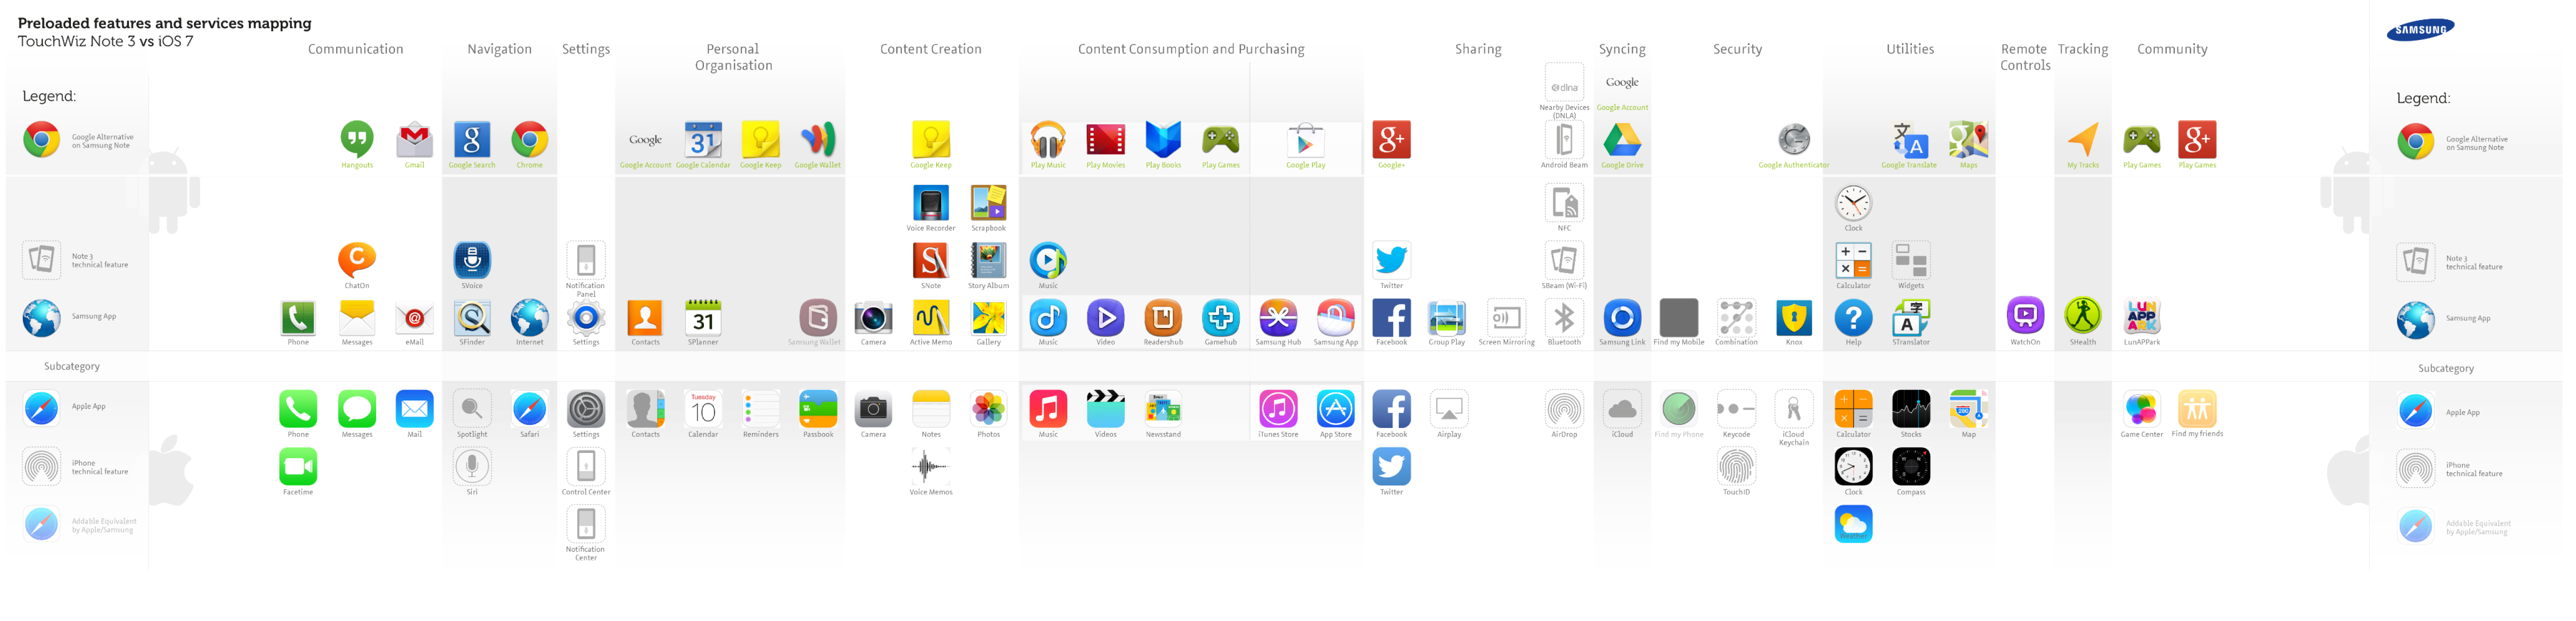 Preloaded features and services mapping
TouchWiz Note 3 vs iOS 7
SAMSUNG
Communication
Navigation
Settings
Personal
Organisation
Content Creation
Content Consumption and Purchasing
Sharing
Syncing
Security
Utilities
Remote
Controls
Tracking
Community
Legend:
Google Alternative
on Samsung Note
Hangouts
Gmail
Google Search
Chrome
Google
Google Account
31
Google Calendar
Google Keep
Google Wallet
Google Keep
Play Music
Play Movies
Play Books
Play Games
Google Play
g+
Google+
dlna
Nearby Devices
(DNLA)
Android Beam
Google
Google Account
Google Drive
Google Authenticator
Google Translate
Maps
My Tracks
Play Games
g+
Play Games
Legend:
Google Alternative
on Samsung Note
Voice Recorder
Scrapbook
NFC
Clock
Note 3
technical feature
ChatOn
SVoice
Notification
Panel
SNote
Story Album
Music
Twitter
SBeam (Wi-Fi)
Calculator
Widgets
Note 3
technical feature
Samsung App
Phone
Messages
eMail
SFinder
Internet
Settings
Contacts
31
SPlanner
Samsung Wallet
Camera
Active Memo
Gallery
Music
Video
Readershub
Gamehub
Samsung Hub
Samsung App
Facebook
Group Play
Screen Mirroring
Bluetooth
Samsung Link
Find my Mobile
Combination
Knox
Help
STranslator
WatchOn
SHealth
LUN
APP
ARK
LunAPPark
Samsung App
Subcategory
Subcategory
Apple App
Phone
Messages
Mail
Spotlight
Safari
Settings
Contacts
Tuesday
10
Calendar
Reminders
Passbook
Camera
Notes
Photos
Music
Videos
Newsstand
iTunes Store
App Store
Facebook
Airplay
AirDrop
iCloud
Find my Phone
Keycode
iCloud
Keychain
Calculator
Stocks
280
Map
Game Center
Find my friends
Apple App
iPhone
technical feature
Facetime
Siri
Control Center
Voice Memos
Twitter
TouchID
Clock
Compass
iPhone
technical feature
Addable Equivalent
by Apple/Samsung
Notification
Center
Weather
Addable Equivalent
by Apple/Samsung